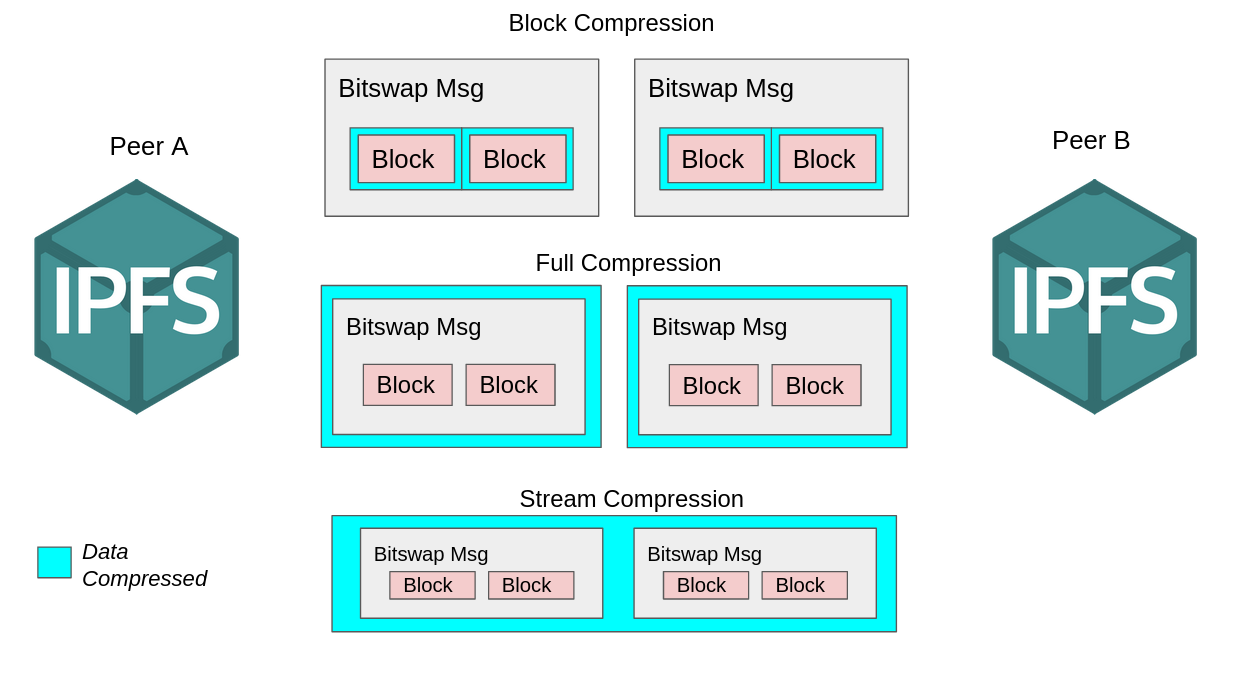 Block Compression
Bitswap Msg
Bitswap Msg
Block
Block
Block
Block
Peer A
IPFS
Peer B
IPFS
Full Compression
Bitswap Msg
Bitswap Msg
Block
Block
Block
Block
Stream Compression
Bitswap Msg
Bitswap Msg
Block
Block
Block
Block
Data
Compressed